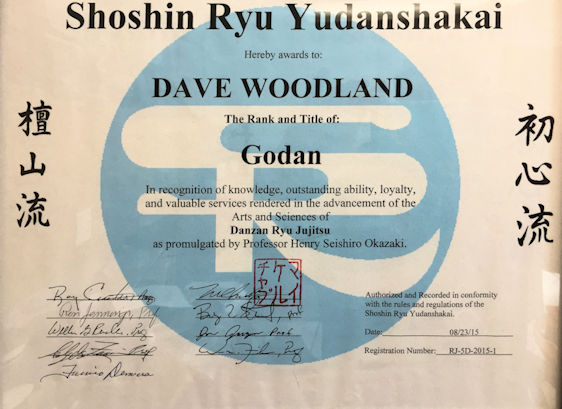 Shoshin Ryu Yudanshakai
Hereby awards to:
DAVE WOODLAND
The Rank and Title of:
Godan
In recognition of knowledge, outstanding ability, loyalty,
and valuable services rendered in the advancement of the
Arts and Sciences of
Danzan Ryu Jujitsu
as promulgated by Professor Henry Seishiro Okazaki.
檀山流
初心流
Authorized and Recorded in conformity
with the rules and regulations of the
Shoshin Ryu Yudanshakai.
Date: 08/23/15
Registration Number: RJ-5D-2015-1